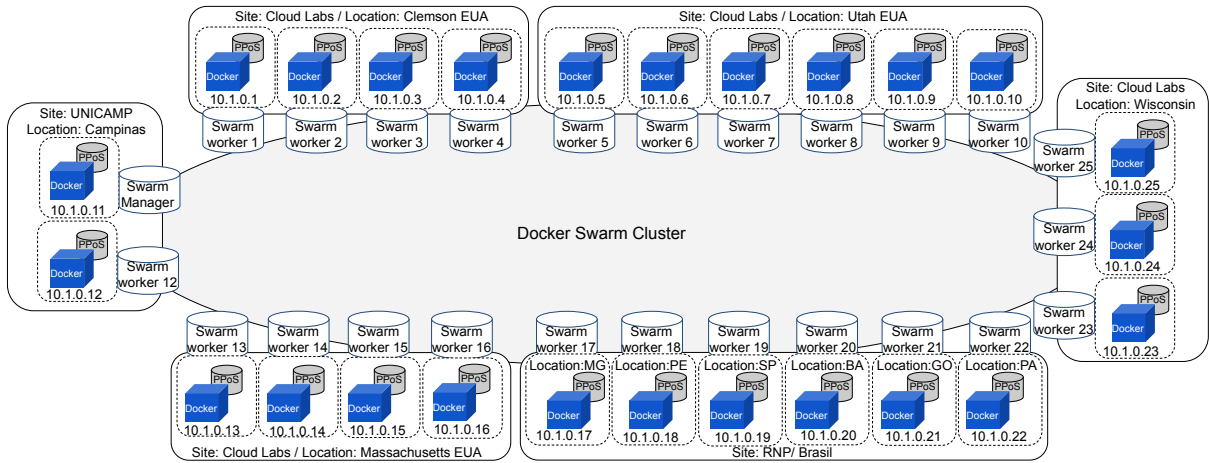 Site: Cloud Labs / Location: Clemson EUA
PPoS
Docker
10.1.0.1
PPoS
Docker
10.1.0.2
PPoS
Docker
10.1.0.3
PPoS
Docker
10.1.0.4
Swarm
worker 1
Swarm
worker 2
Swarm
worker 3
Swarm
worker 4
Site: Cloud Labs / Location: Utah EUA
PPoS
Docker
10.1.0.5
PPoS
Docker
10.1.0.6
PPoS
Docker
10.1.0.7
PPoS
Docker
10.1.0.8
PPoS
Docker
10.1.0.9
PPoS
Docker
10.1.0.10
Swarm
worker 5
Swarm
worker 6
Swarm
worker 7
Swarm
worker 8
Swarm
worker 9
Swarm
worker 10
Site: UNICAMP
Location: Campinas
PPoS
Docker
10.1.0.11
Swarm
Manager
PPoS
Docker
10.1.0.12
Swarm
worker 12
Docker Swarm Cluster
Site: Cloud Labs
Location: Wisconsin
Swarm
worker 25
PPoS
Docker
10.1.0.25
Swarm
worker 24
PPoS
Docker
10.1.0.24
Swarm
worker 23
PPoS
Docker
10.1.0.23
Swarm
worker 13
Swarm
worker 14
Swarm
worker 15
Swarm
worker 16
PPoS
Docker
10.1.0.13
PPoS
Docker
10.1.0.14
PPoS
Docker
10.1.0.15
PPoS
Docker
10.1.0.16
Site: Cloud Labs / Location: Massachusetts EUA
Swarm
worker 17
Swarm
worker 18
Swarm
worker 19
Swarm
worker 20
Swarm
worker 21
Swarm
worker 22
Location:MG
PPoS
Docker
10.1.0.17
Location:PE
PPoS
Docker
10.1.0.18
Location:SP
PPoS
Docker
10.1.0.19
Location:BA
PPoS
Docker
10.1.0.20
Location:GO
PPoS
Docker
10.1.0.21
Location:PA
PPoS
Docker
10.1.0.22
Site: RNP/ Brasil